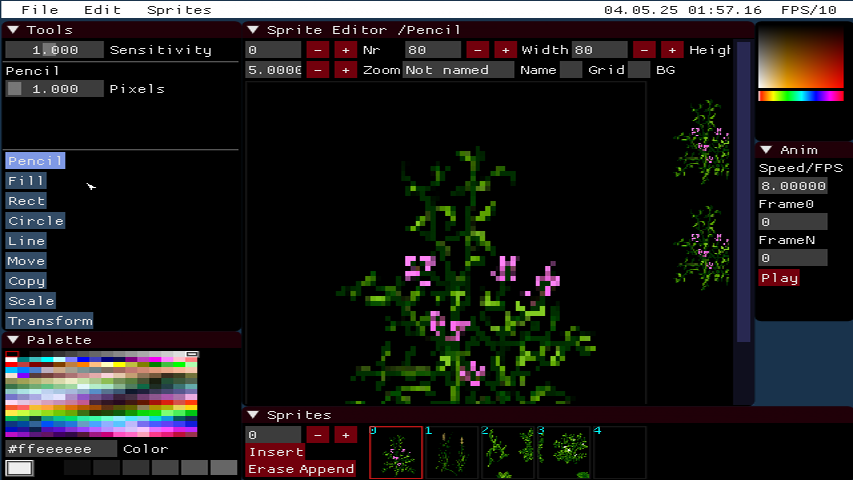 File Edit Sprites 04.05.25 01:57.16 FPS/10
Tools
1.000 Sensitivity
Pencil
1.000 Pixels
Pencil
Fill
Rect
Circle
Line
Move
Copy
Scale
Transform
Palette
#ffeeeeee Color
Sprite Editor /Pencil
0 - + Nr 80 - + Width 80 - + Heigh
5.0000 - + Zoom Not named Name Grid BG
Sprites
0 - +
Insert
Erase Append
0 1 2 3 4
Anim
Speed/FPS
8.00000
Frame0
0
FrameN
0
Play